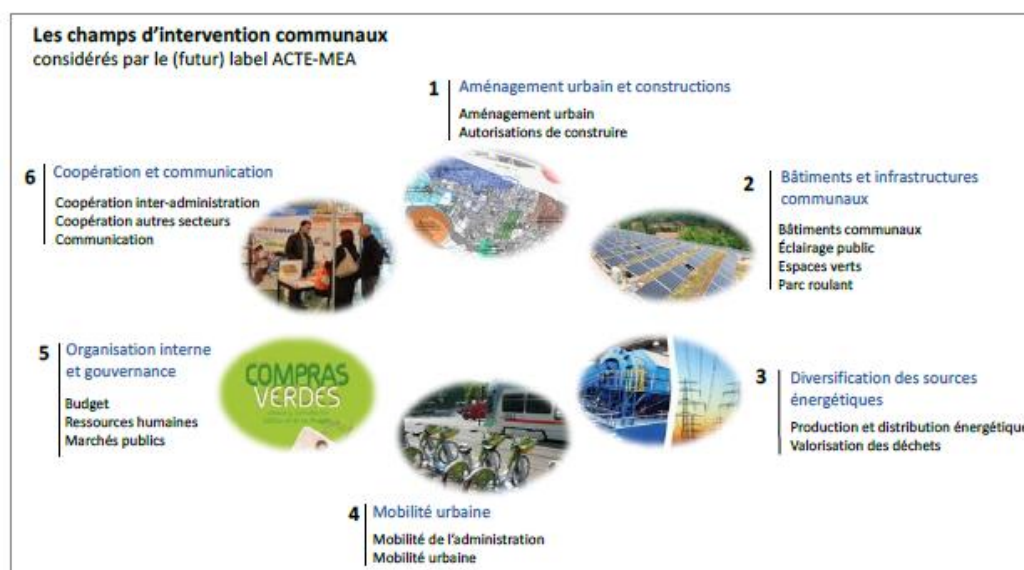 Les champs d'intervention communaux
considérés par le (futur) label ACTE-MEA
1
Aménagement urbain et constructions
Aménagement urbain
Autorisations de construire
2
Bâtiments et infrastructures
communaux
Bâtiments communaux
Éclairage public
Espaces verts
Parc roulant
3
Diversification des sources
énergétiques
Production et distribution énergétique
Valorisation des déchets
4
Mobilité urbaine
Mobilité de l'administration
Mobilité urbaine
5
Organisation interne
et gouvernance
Budget
Ressources humaines
Marchés publics
COMPRAS
VERDES
6
Coopération et communication
Coopération inter-administration
Coopération autres secteurs
Communication